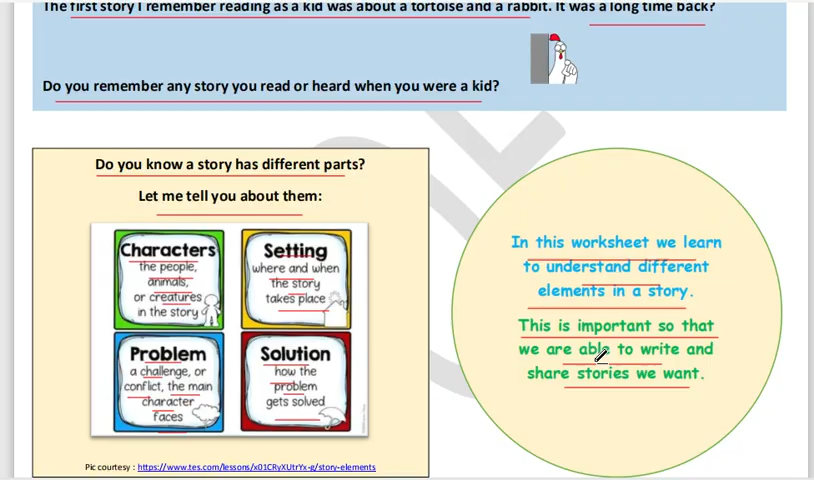 The first story I remember reading as a kid was about a tortoise and a rabbit. It was a long time back?
Do you remember any story you read or heard when you were a kid?
Do you know a story has different parts?
Let me tell you about them:
Characters
the people,
animals,
or creatures
in the story
Setting
where and when
the story
takes place
Problem
a challenge, or
conflict, the main
character
faces
Solution
how the
problem
gets solved
Pic courtesy : https://www.tes.com/lessons/x01CRyXUtrYx-g/story-elements
In this worksheet we learn
to understand different
elements in a story.
This is important so that
we are able to write and
share stories we want.